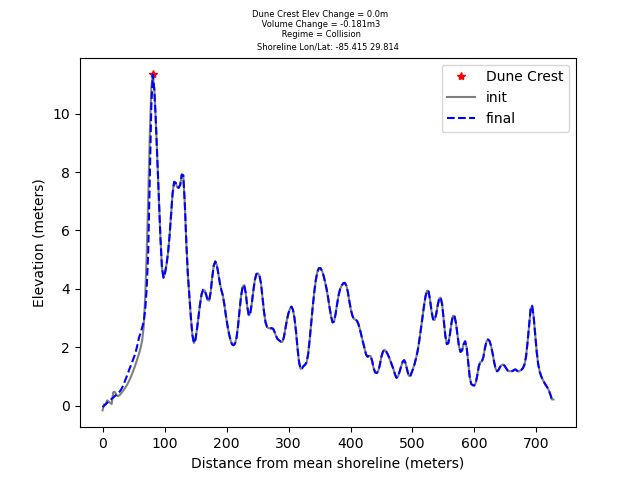 Dune Crest Elev Change = 0.0m
Volume Change = -0.181m3
Regime = Collision
Shoreline Lon/Lat: -85.415 29.814
Dune Crest
init
final
Elevation (meters)
10
8
6
4
2
0
0 100 200 300 400 500 600 700
Distance from mean shoreline (meters)